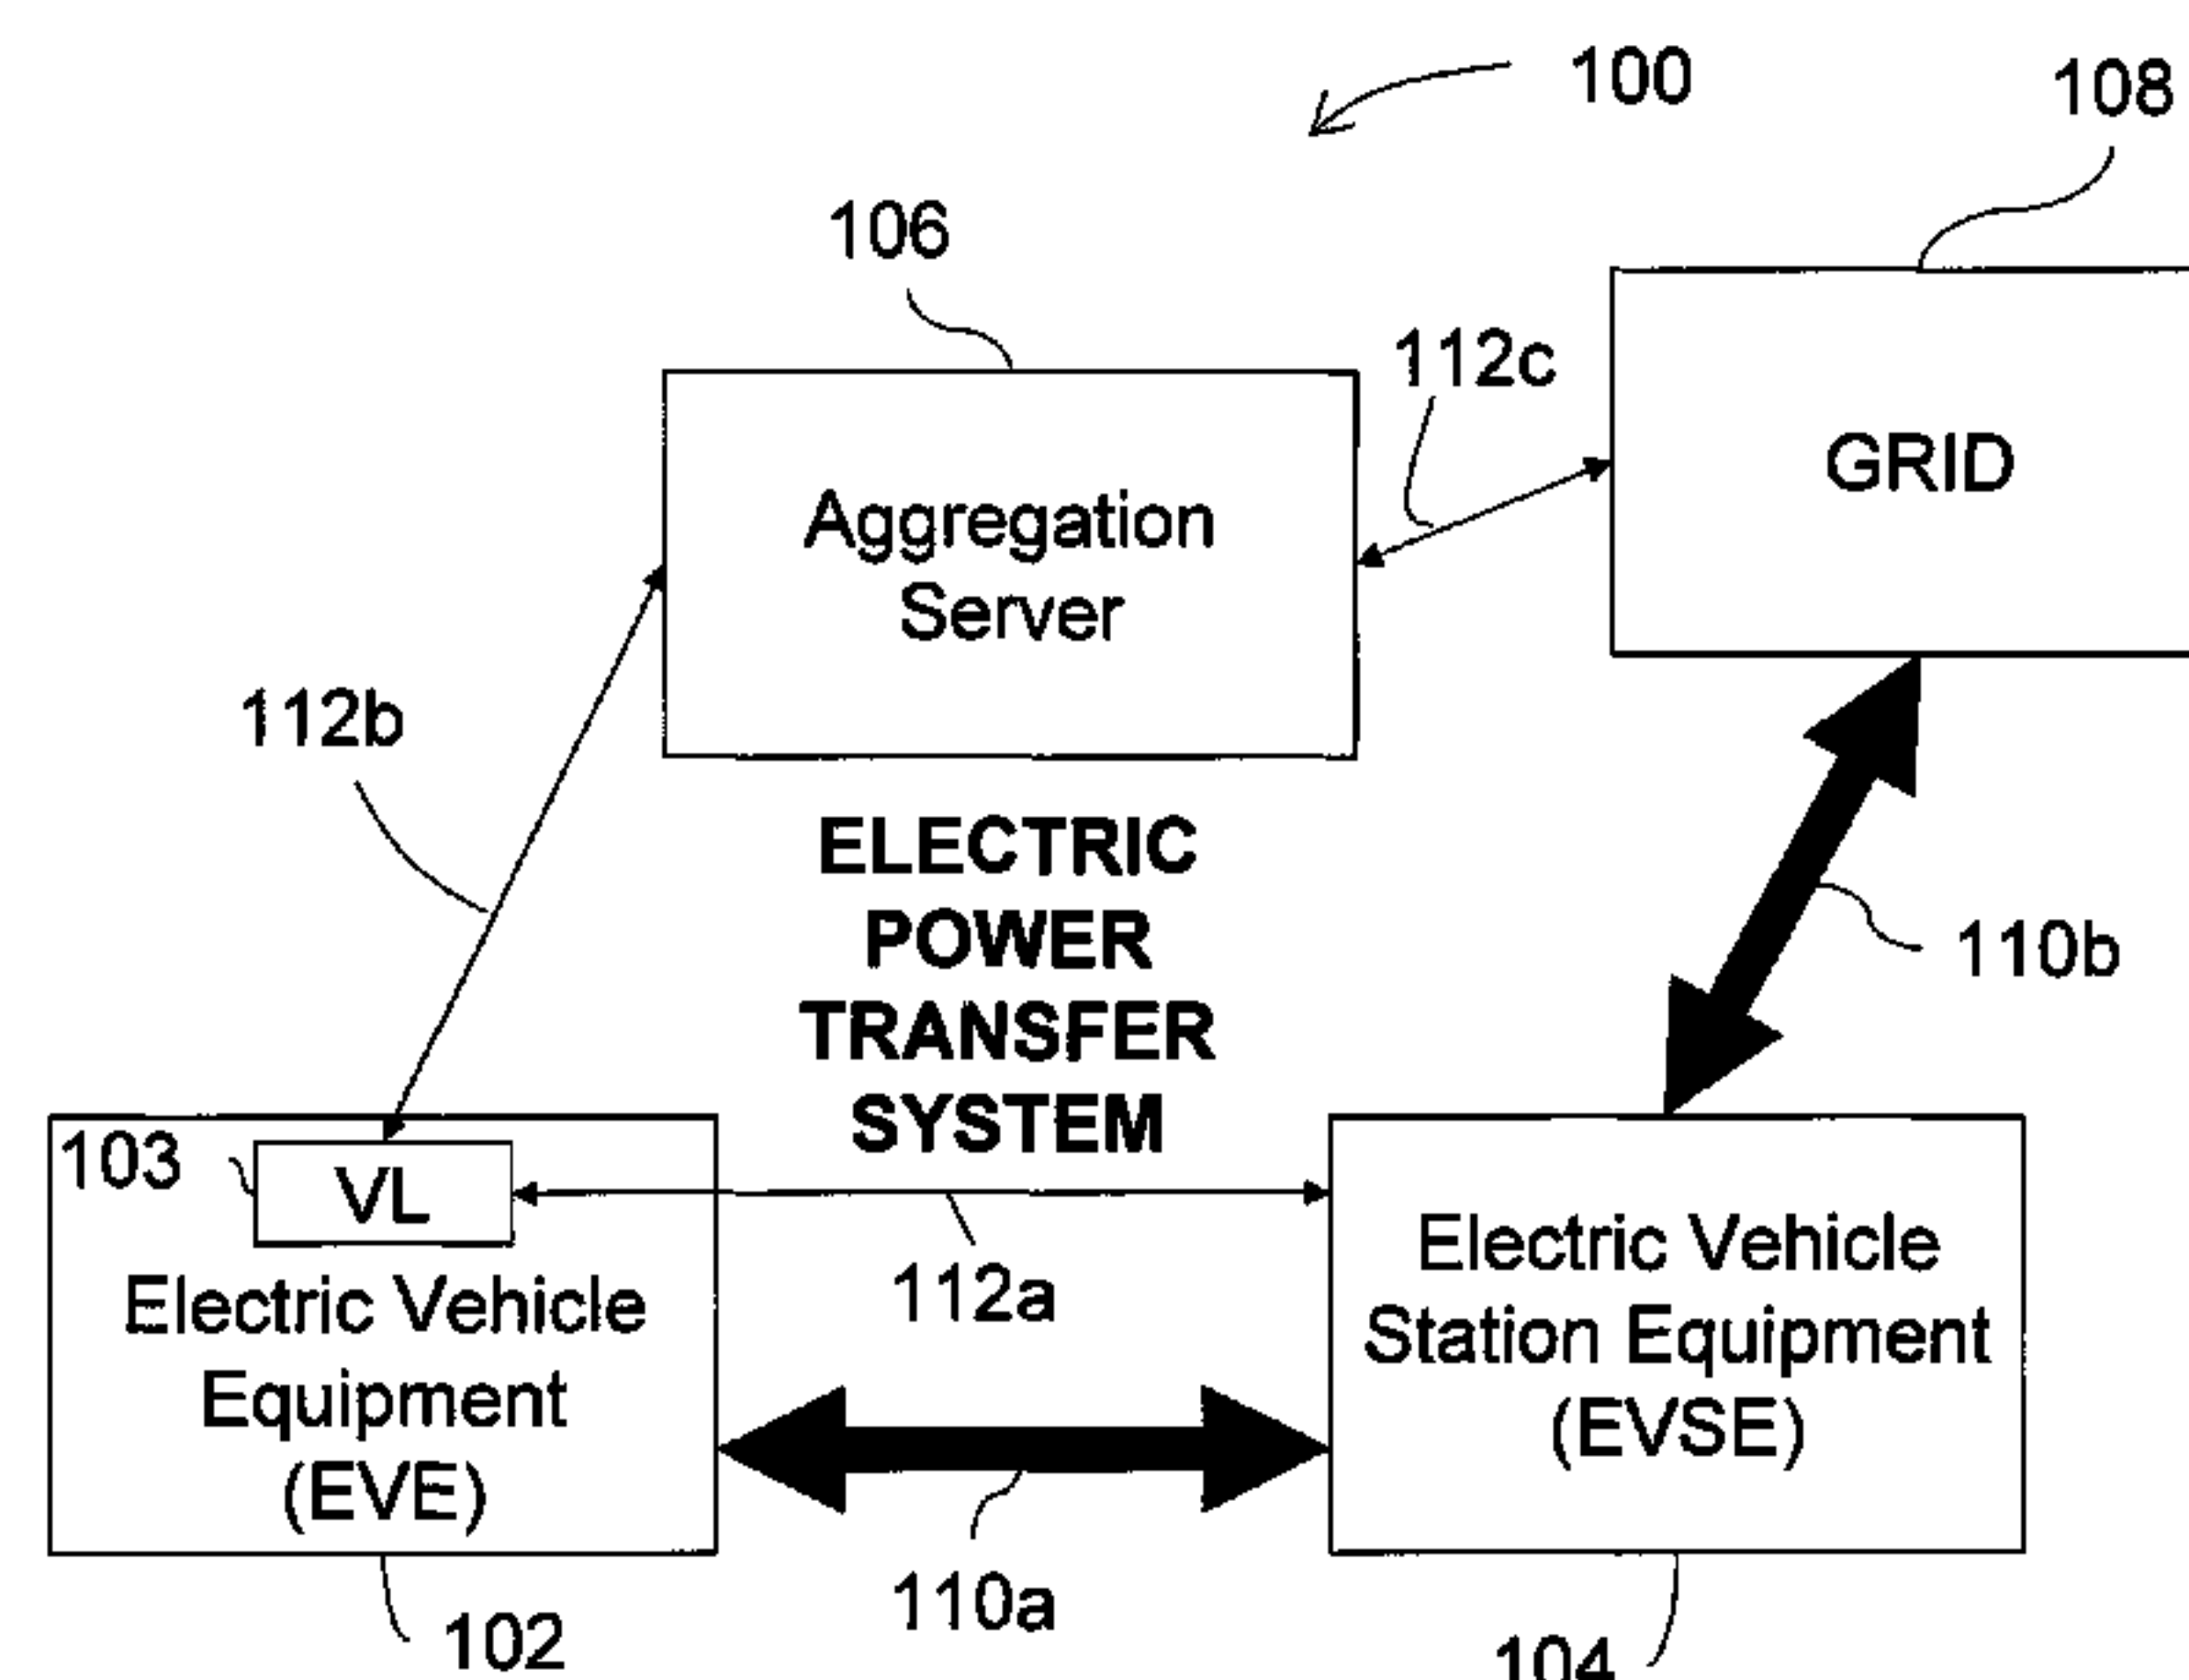 100
108
106
112c
GRID
Aggregation
Server
112b
ELECTRIC
POWER
TRANSFER
SYSTEM
110b
103
VL
112a
Electric Vehicle
Equipment
(EVE)
Electric Vehicle
Station Equipment
(EVSE)
110a
102
104